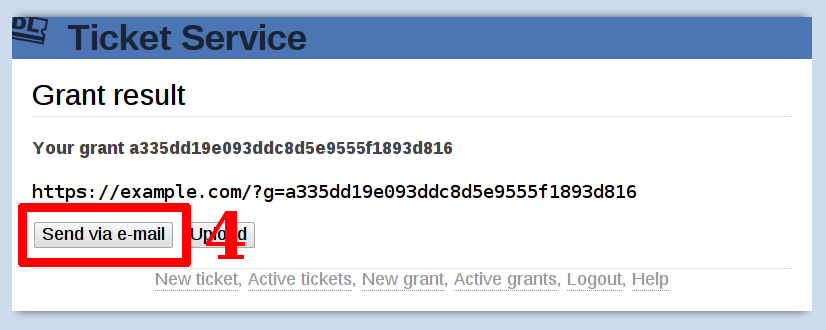 DL
Ticket Service
Grant result
Your grant a335dd19e093ddc8d5e9555f1893d816
https://example.com/?g=a335dd19e093ddc8d5e9555f1893d816
Send via e-mail 4 Upload
New ticket, Active tickets, New grant, Active grants, Logout, Help